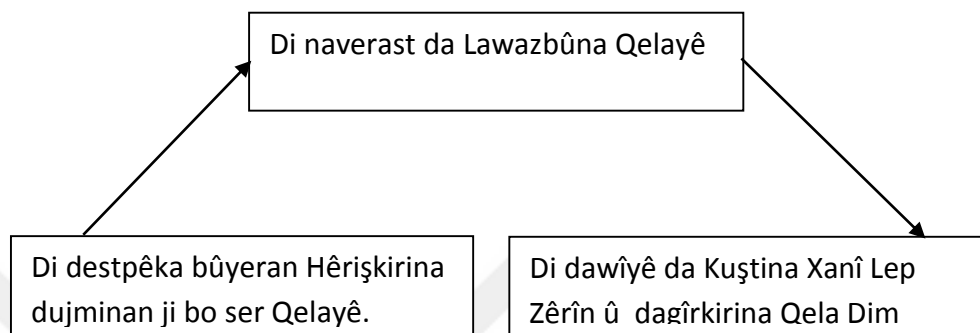 Di naverast da Lawazbûna Qelayê
Di destpêka bûyeran Hêrişkirina
dujminan ji bo ser Qelayê.
Di dawîyê da Kuştina Xanî Lep
Zêrîn û dagîrkirina Qela Dim